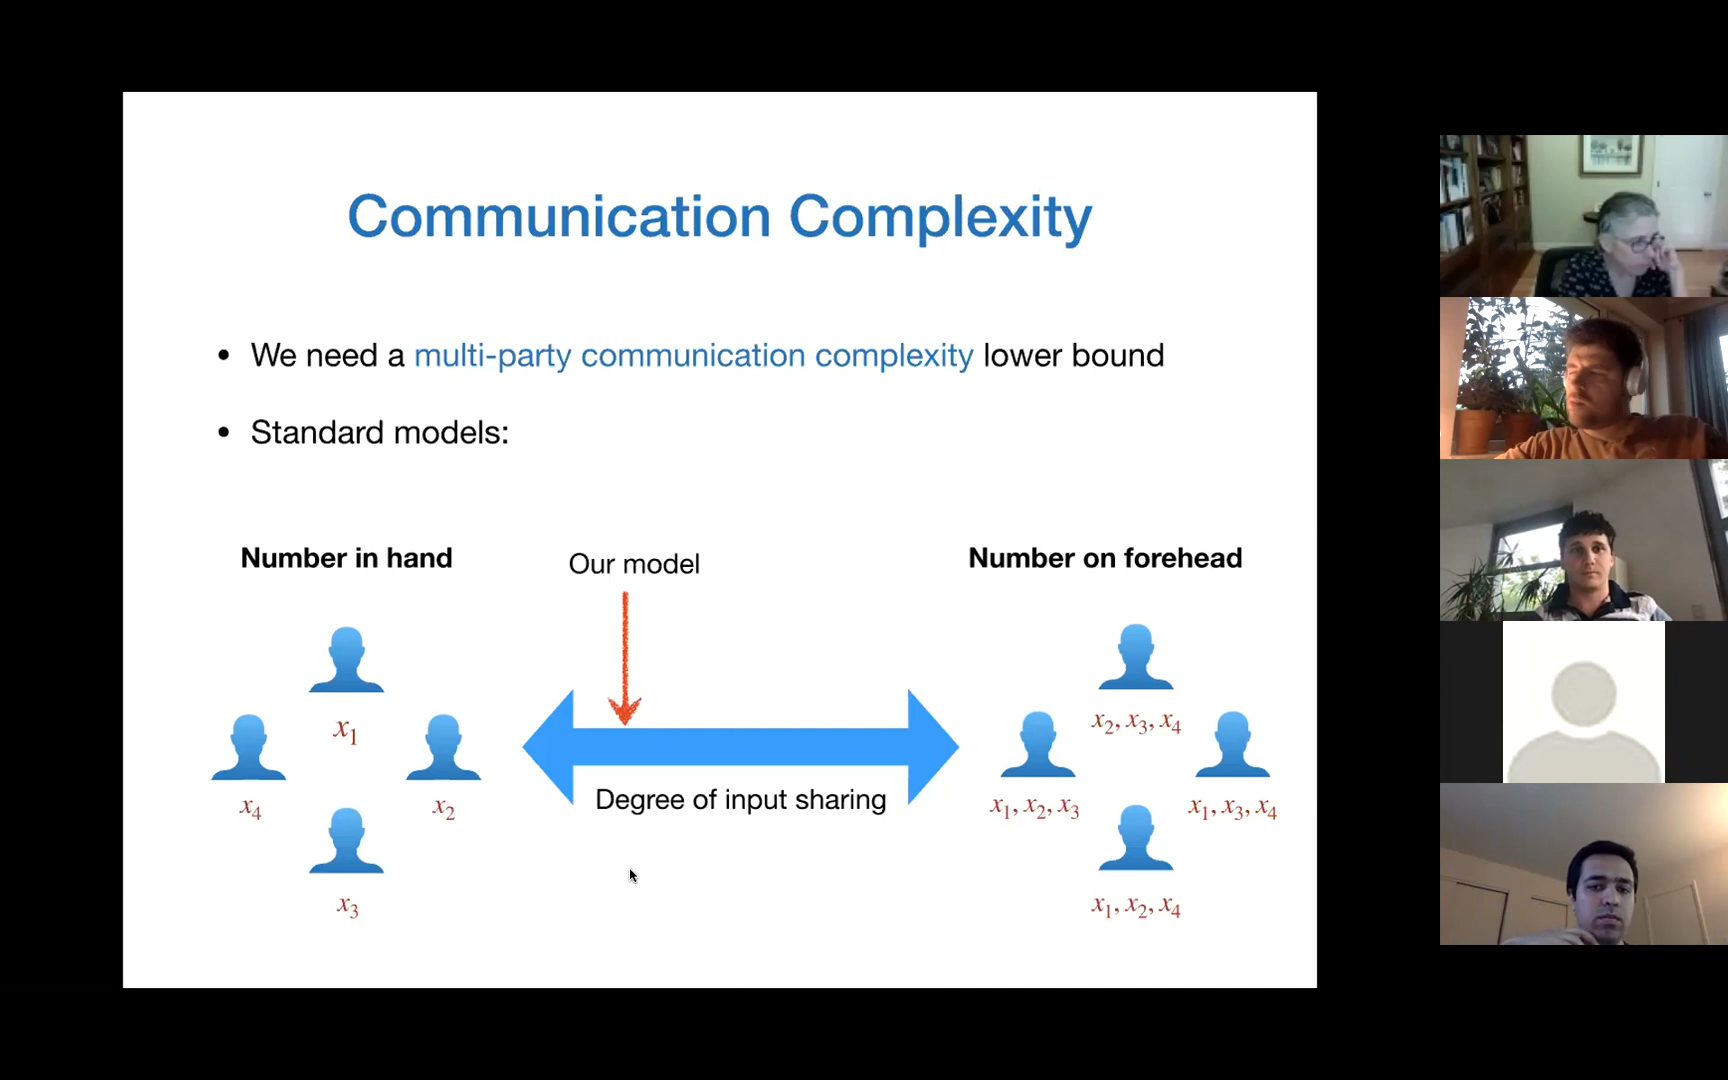 Communication Complexity
• We need a multi-party communication complexity lower bound
• Standard models:
Number in hand
Our model
Number on forehead
x₁
x₄
x₂
x₃
Degree of input sharing
x₂, x₃, x₄
x₁, x₂, x₃
x₁, x₃, x₄
x₁, x₂, x₄